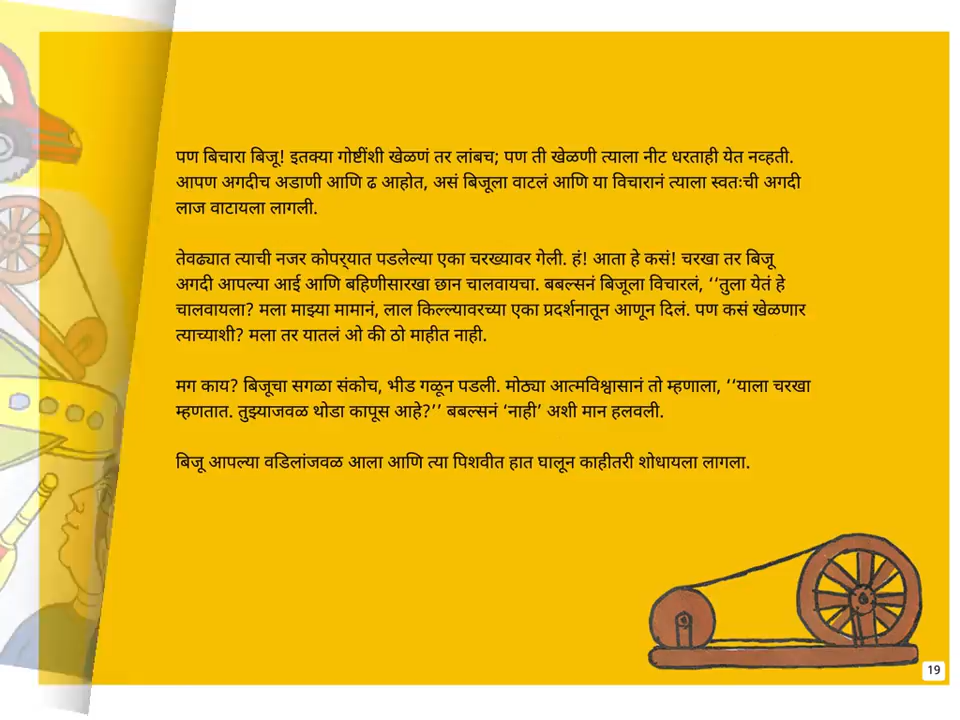 पण बिचारा बिजू! इतक्या गोष्टींशी खेळणं तर लांबच; पण ती खेळणी त्याला नीट धरताही येत नव्हती.
आपण अगदीच अडाणी आणि ढ आहोत, असं बिजूला वाटलं आणि या विचारानं त्याला स्वतःची अगदी
लाज वाटायला लागली.
तेवढ्यात त्याची नजर कोपर्‍यात पडलेल्या एका चरख्यावर गेली. हं! आता हे कसं! चरखा तर बिजू
अगदी आपल्या आई आणि बहिणीसारखा छान चालवायचा. बबल्सनं बिजूला विचारलं, ‘‘तुला येतं हे
चालवायला? मला माझ्या मामानं, लाल किल्ल्यावरच्या एका प्रदर्शनातून आणून दिलं. पण कसं खेळणार
त्याच्याशी? मला तर यातलं ओ की ठो माहीत नाही.
मग काय? बिजूचा सगळा संकोच, भीड गळून पडली. मोठ्या आत्मविश्वासानं तो म्हणाला, ‘‘याला चरखा
म्हणतात. तुझ्याजवळ थोडा कापूस आहे?’’ बबल्सनं ‘नाही’ अशी मान हलवली.
बिजू आपल्या वडिलांजवळ आला आणि त्या पिशवीत हात घालून काहीतरी शोधायला लागला.
19